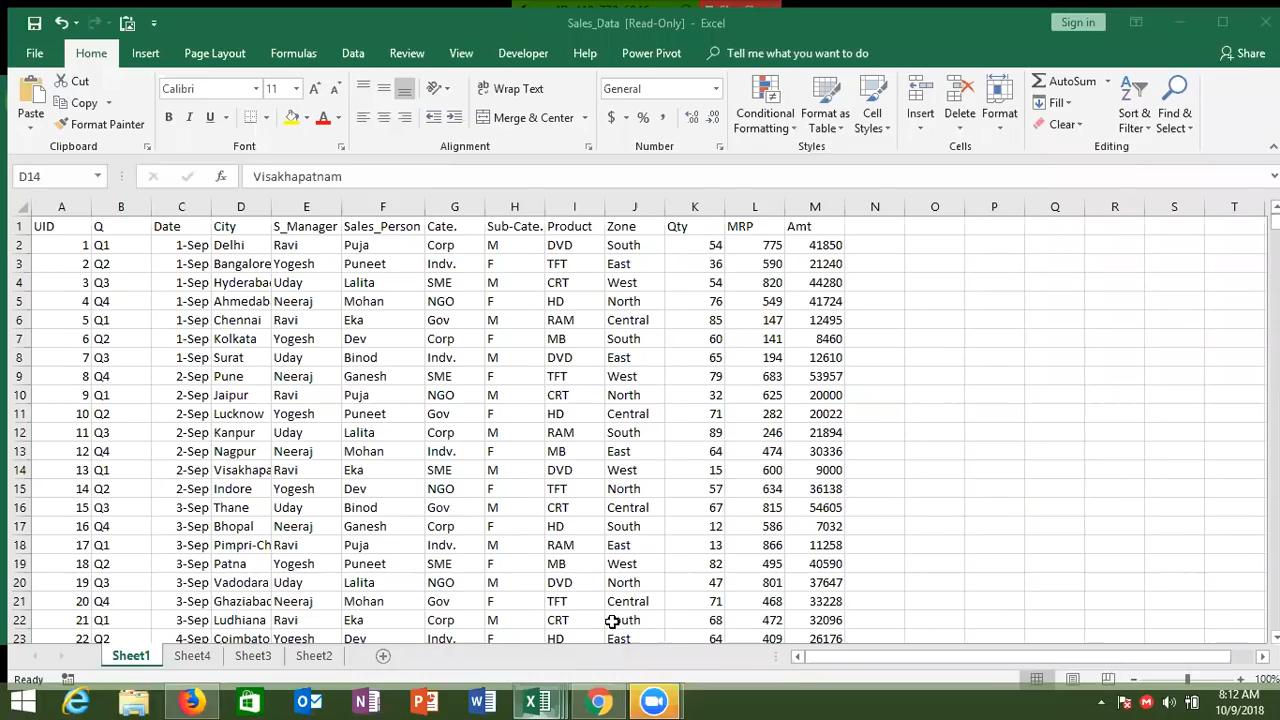 Sales_Data [Read-Only] - Excel
Sign in
File Home Insert Page Layout Formulas Data Review View Developer Help Power Pivot Tell me what you want to do Share
Paste
Cut
Copy
Format Painter
Clipboard
Calibri 11
B I U
Font
Wrap Text
Merge & Center
Alignment
General
$ % ,
Number
Conditional Formatting
Format as Table
Cell Styles
Styles
Insert Delete Format
Cells
AutoSum
Fill
Clear
Sort & Filter
Find & Select
Editing
D14 fx Visakhapatnam
A B C D E F G H I J K L M N O P Q R S T
1 UID Q Date City S_Manager Sales_Person Cate. Sub-Cate. Product Zone Qty MRP Amt
2 1 Q1 1-Sep Delhi Ravi Puja Corp M DVD South 54 775 41850
3 2 Q2 1-Sep Bangalore Yogesh Puneet Indv. F TFT East 36 590 21240
4 3 Q3 1-Sep Hyderaba Uday Lalita SME M CRT West 54 820 44280
5 4 Q4 1-Sep Ahmedab Neeraj Mohan NGO F HD North 76 549 41724
6 5 Q1 1-Sep Chennai Ravi Eka Gov M RAM Central 85 147 12495
7 6 Q2 1-Sep Kolkata Yogesh Dev Corp F MB South 60 141 8460
8 7 Q3 1-Sep Surat Uday Binod Indv. M DVD East 65 194 12610
9 8 Q4 2-Sep Pune Neeraj Ganesh SME F TFT West 79 683 53957
10 9 Q1 2-Sep Jaipur Ravi Puja NGO M CRT North 32 625 20000
11 10 Q2 2-Sep Lucknow Yogesh Puneet Gov F HD Central 71 282 20022
12 11 Q3 2-Sep Kanpur Uday Lalita Corp M RAM South 89 246 21894
13 12 Q4 2-Sep Nagpur Neeraj Mohan Indv. F MB East 64 474 30336
14 13 Q1 2-Sep Visakhapa Ravi Eka SME M DVD West 15 600 9000
15 14 Q2 2-Sep Indore Yogesh Dev NGO F TFT North 57 634 36138
16 15 Q3 3-Sep Thane Uday Binod Gov M CRT Central 67 815 54605
17 16 Q4 3-Sep Bhopal Neeraj Ganesh Corp F HD South 12 586 7032
18 17 Q1 3-Sep Pimpri-Ch Ravi Puja Indv. M RAM East 13 866 11258
19 18 Q2 3-Sep Patna Yogesh Puneet SME F MB West 82 495 40590
20 19 Q3 3-Sep Vadodara Uday Lalita NGO M DVD North 47 801 37647
21 20 Q4 3-Sep Ghaziabad Neeraj Mohan Gov F TFT Central 71 468 33228
22 21 Q1 3-Sep Ludhiana Ravi Eka Corp M CRT South 68 472 32096
23 22 Q2 4-Sep Coimbato Yogesh Dev Indv. F HD East 64 409 26176
Sheet1 Sheet4 Sheet3 Sheet2
Ready 100%
8:12 AM
10/9/2018